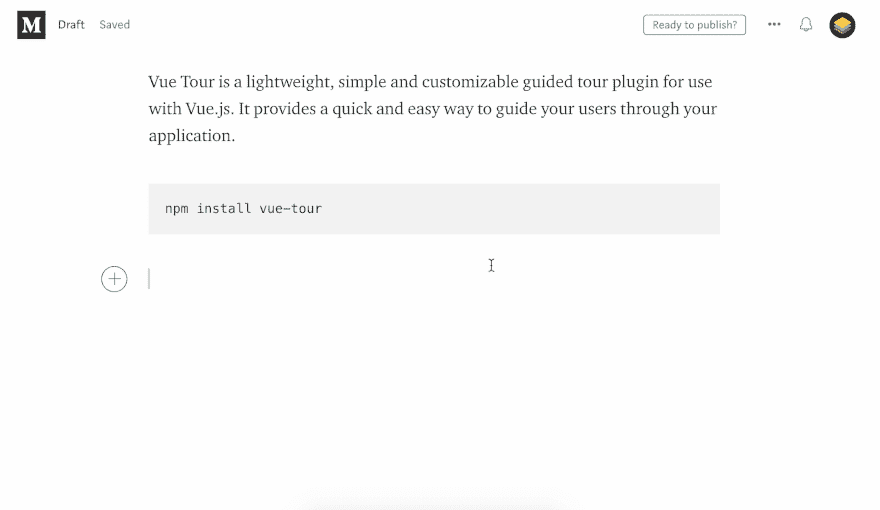 M Draft Saved Ready to publish?
Vue Tour is a lightweight, simple and customizable guided tour plugin for use
with Vue.js. It provides a quick and easy way to guide your users through your
application.
npm install vue-tour